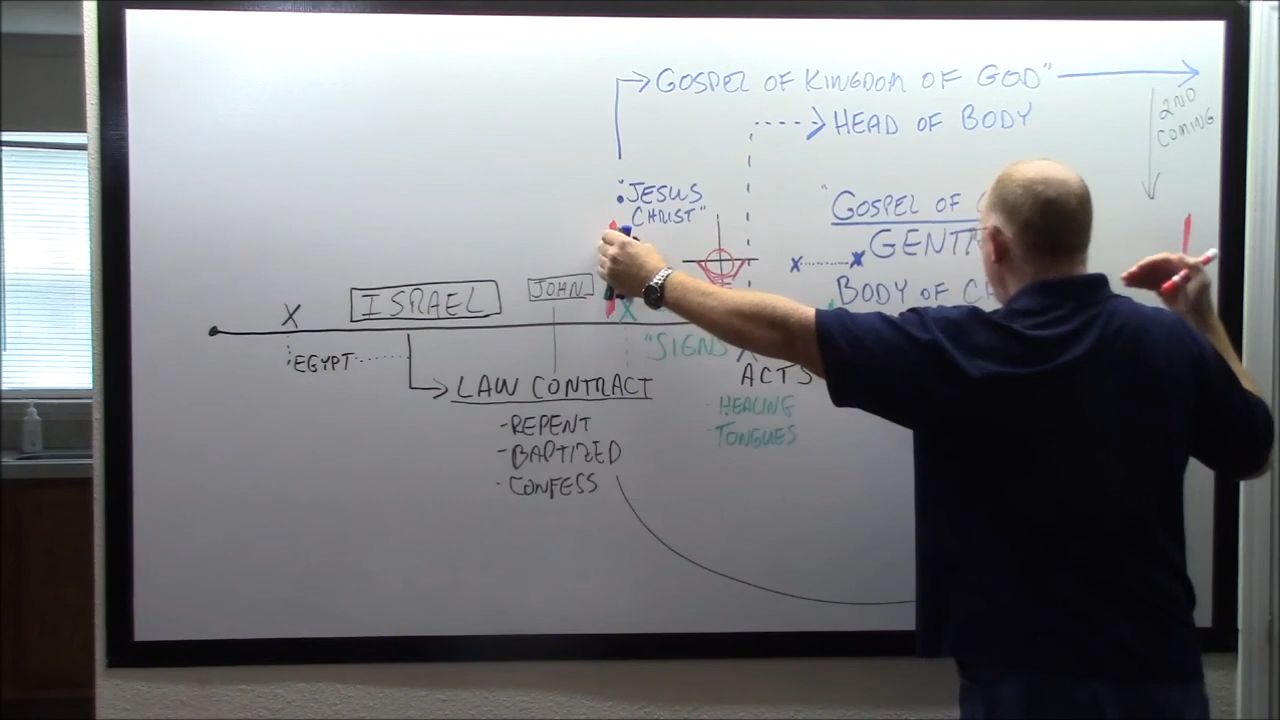 GOSPEL OF KINGDOM OF GOD"
HEAD OF BODY
2ND
COMING
"JESUS
CHRIST"
"GOSPEL OF
BODY OF
X
ISRAEL
JOHN
X
EGYPT
"SIGNS
LAW CONTRACT
ACTS
-REPENT
-BAPTIZED
-CONFESS
-HEALING
-TONGUES